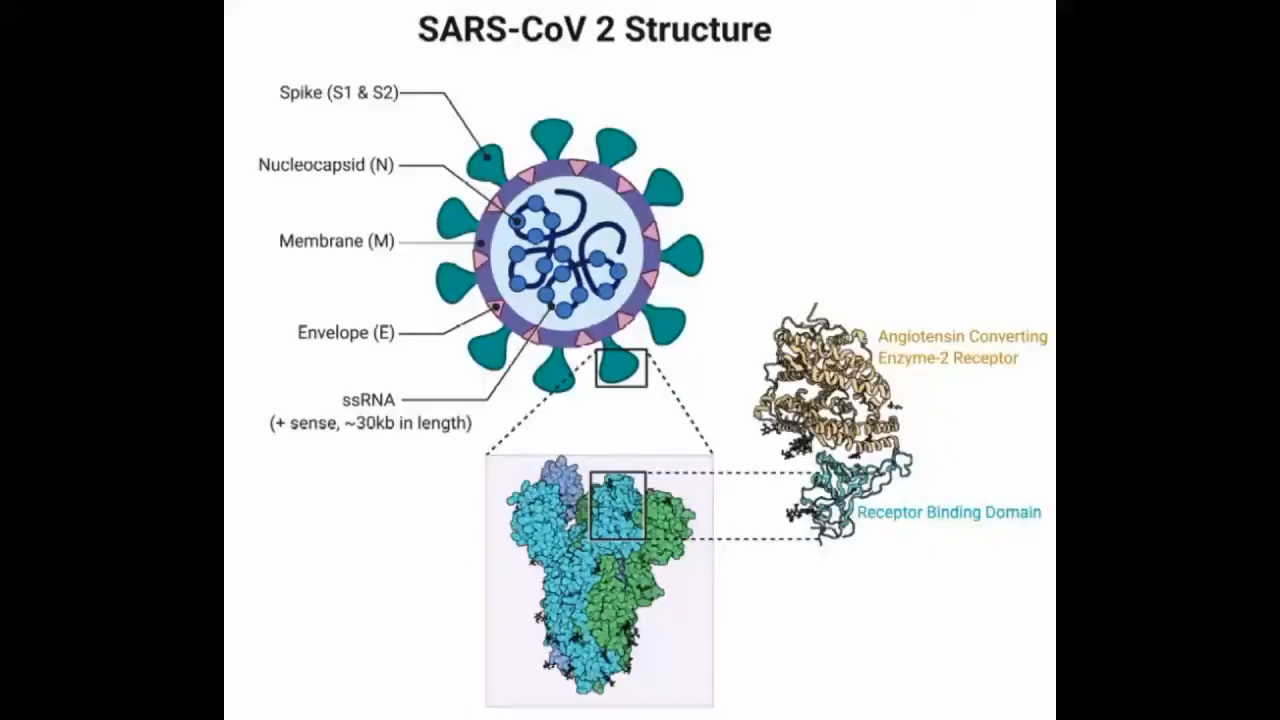 SARS-CoV 2 Structure
Spike (S1 & S2)
Nucleocapsid (N)
Membrane (M)
Envelope (E)
ssRNA
(+ sense, ~30kb in length)
Angiotensin Converting
Enzyme-2 Receptor
Receptor Binding Domain